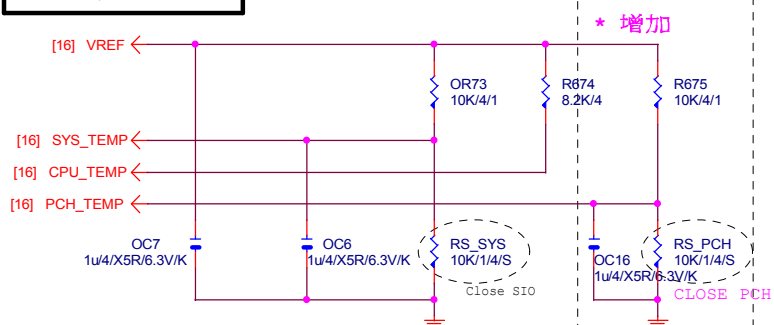 * 增加
[16] VREF
OR73
10K/4/1
R674
8.2K/4
R675
10K/4/1
[16] SYS_TEMP
[16] CPU_TEMP
[16] PCH_TEMP
OC7
1u/4/X5R/6.3V/K
OC6
1u/4/X5R/6.3V/K
RS_SYS
10K/1/4/S
Close SIO
OC16
1u/4/X5R/6.3V/K
RS_PCH
10K/1/4/S
CLOSE PCH